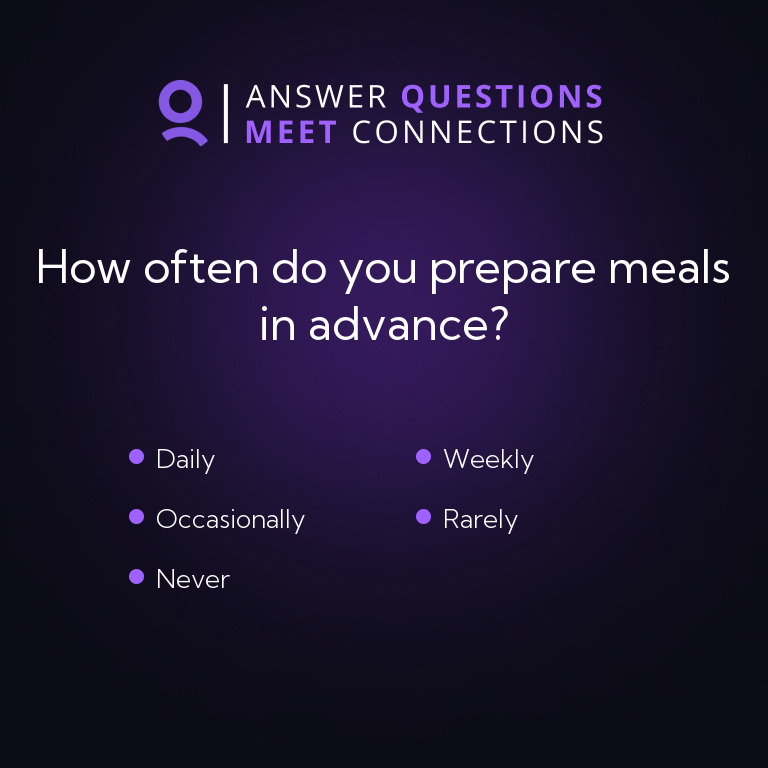 ANSWER QUESTIONS
MEET CONNECTIONS
How often do you prepare meals
in advance?
Daily
Weekly
Occasionally
Rarely
Never